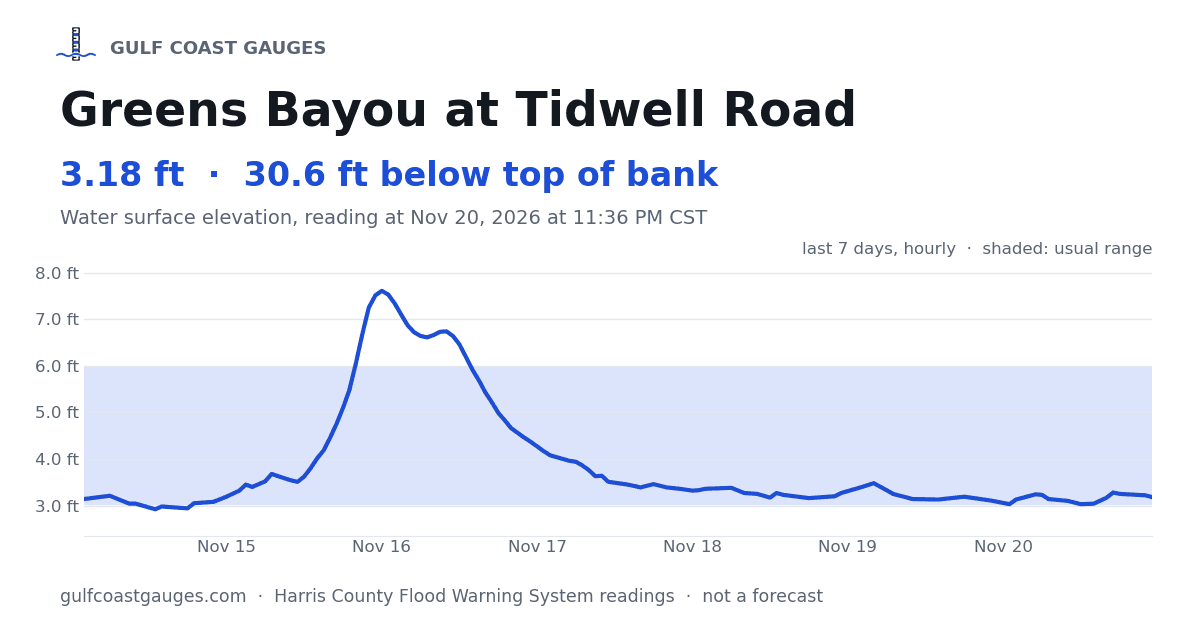 GULF COAST GAUGES
Greens Bayou at Tidwell Road
3.18 ft · 30.6 ft below top of bank
Water surface elevation, reading at Nov 20, 2026 at 11:36 PM CST
last 7 days, hourly · shaded: usual range
8.0 ft
7.0 ft
6.0 ft
5.0 ft
4.0 ft
3.0 ft
Nov 15 Nov 16 Nov 17 Nov 18 Nov 19 Nov 20
gulfcoastgauges.com · Harris County Flood Warning System readings · not a forecast